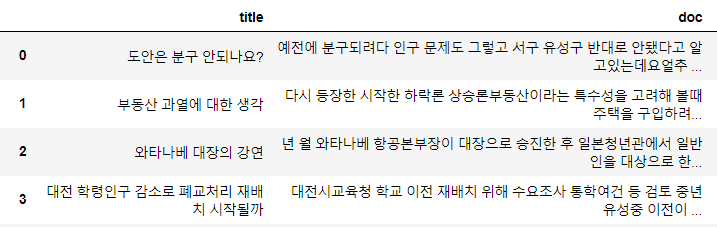 title doc
0 도안은 분구 안되나요? 예전에 분구되려다 인구 문제도 그렇고 서구 유성구 반대로 안됐다고 알
고있는데요얼추 ...
1 부동산 과열에 대한 생각 다시 등장한 시작한 하락론 상승론부동산이라는 특수성을 고려해 볼때
주택을 구입하려...
2 와타나베 대장의 강연 년 월 와타나베 항공본부장이 대장으로 승진한 후 일본청년관에서 일반
인을 대상으로 한...
3 대전 학령인구 감소로 폐교처리 재배 대전시교육청 학교 이전 재배치 위해 수요조사 통학여건 등 검토 중년
치 시작될까 유성중 이전이 ...